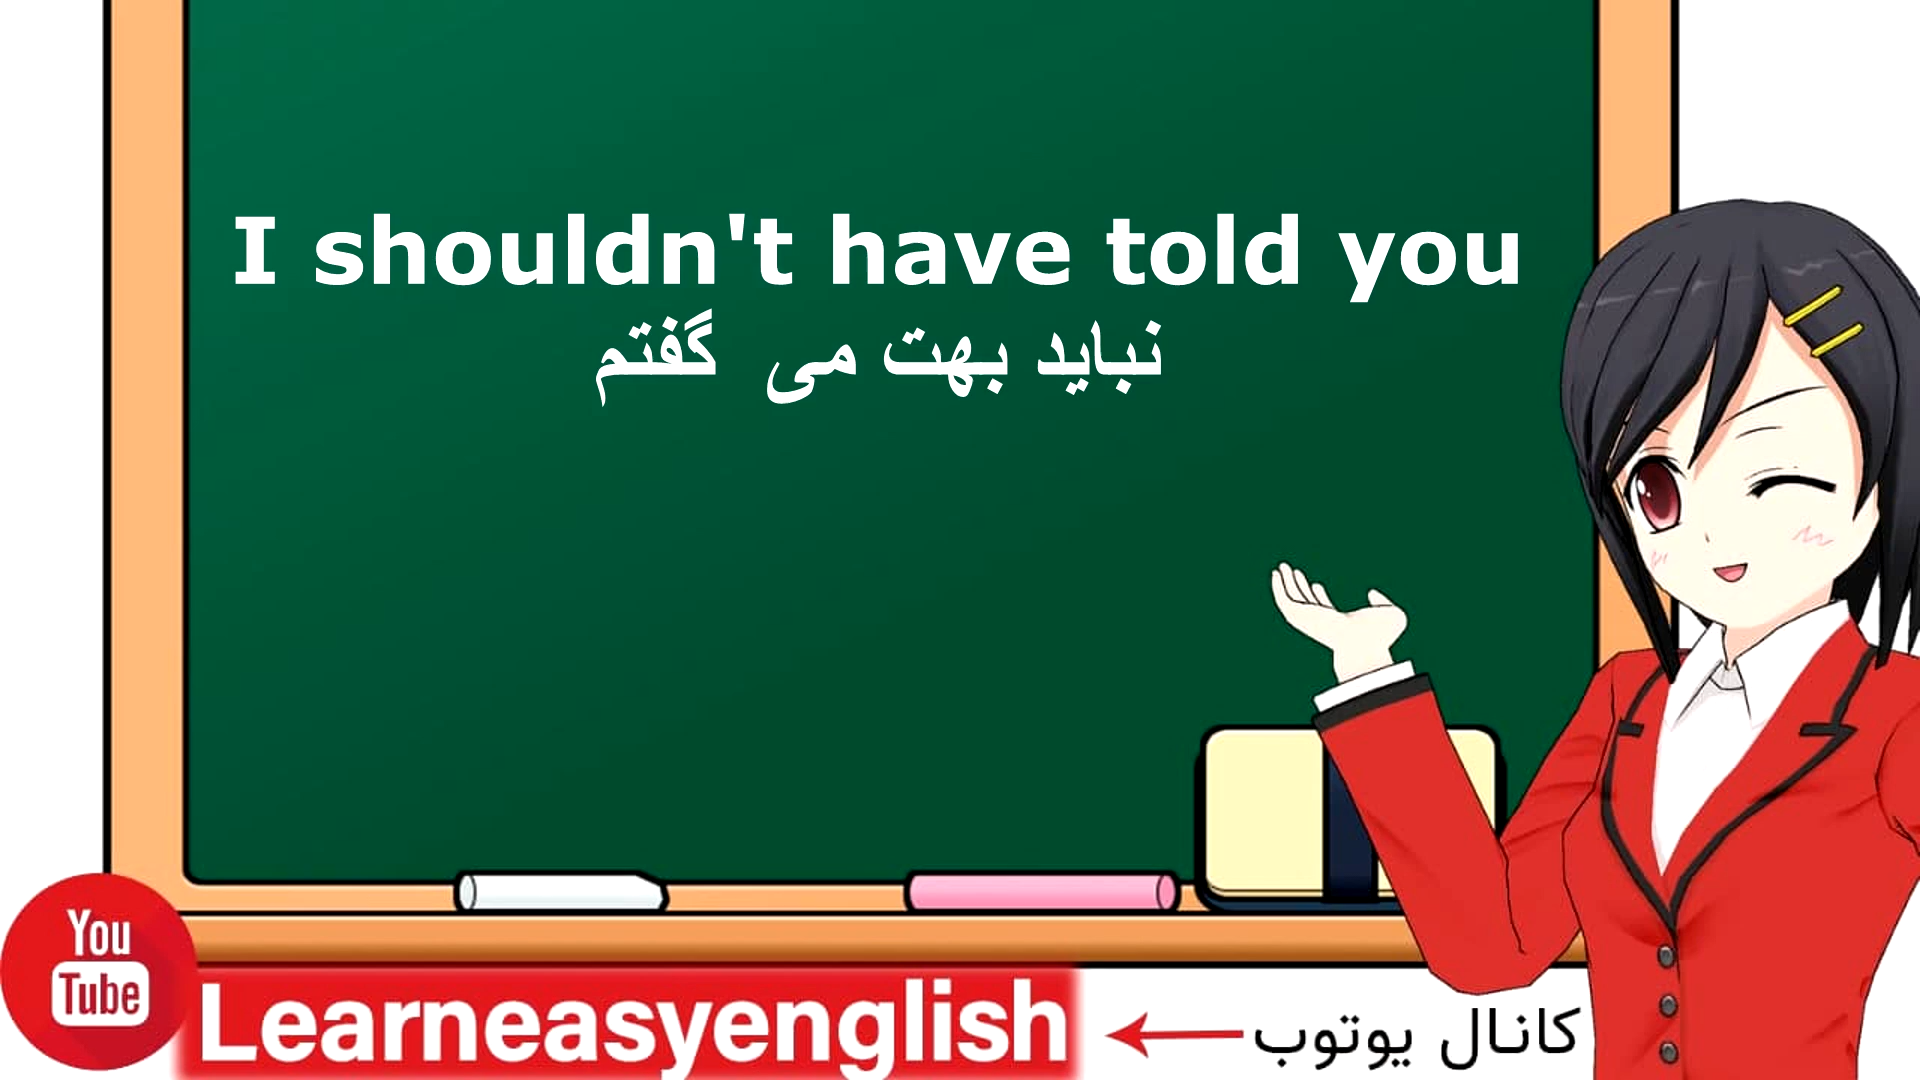 I shouldn't have told you
نباید بهت می گفتم
You
Tube
Learneasyenglish
کانال یوتوب